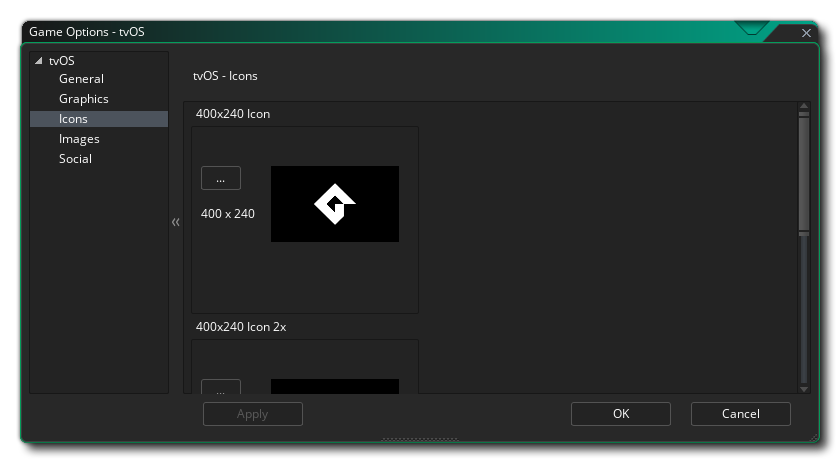 Game Options - tvOS
tvOS
General
Graphics
Icons
Images
Social
tvOS - Icons
400x240 Icon
...
400 x 240
400x240 Icon 2x
...
Apply
OK
Cancel